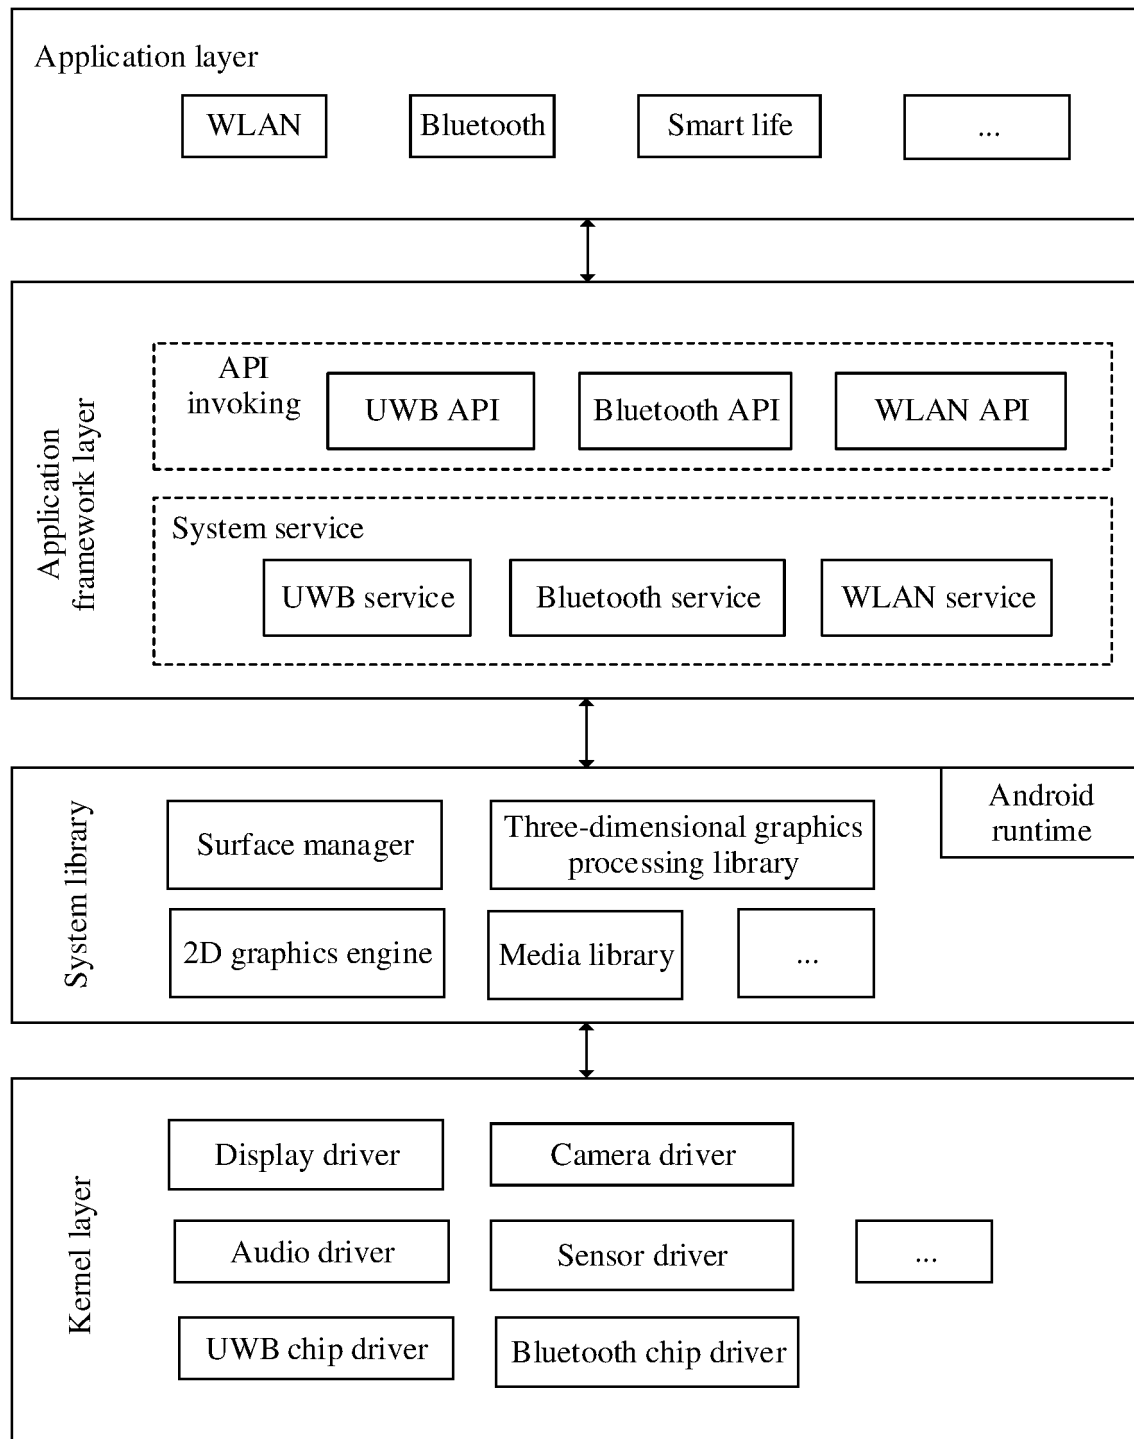 Application layer
WLAN
Bluetooth
Smart life
...
Application
framework layer
API
invoking
UWB API
Bluetooth API
WLAN API
System service
UWB service
Bluetooth service
WLAN service
System library
Android
runtime
Surface manager
Three-dimensional graphics
processing library
2D graphics engine
Media library
...
Kernel layer
Display driver
Camera driver
Audio driver
Sensor driver
...
UWB chip driver
Bluetooth chip driver